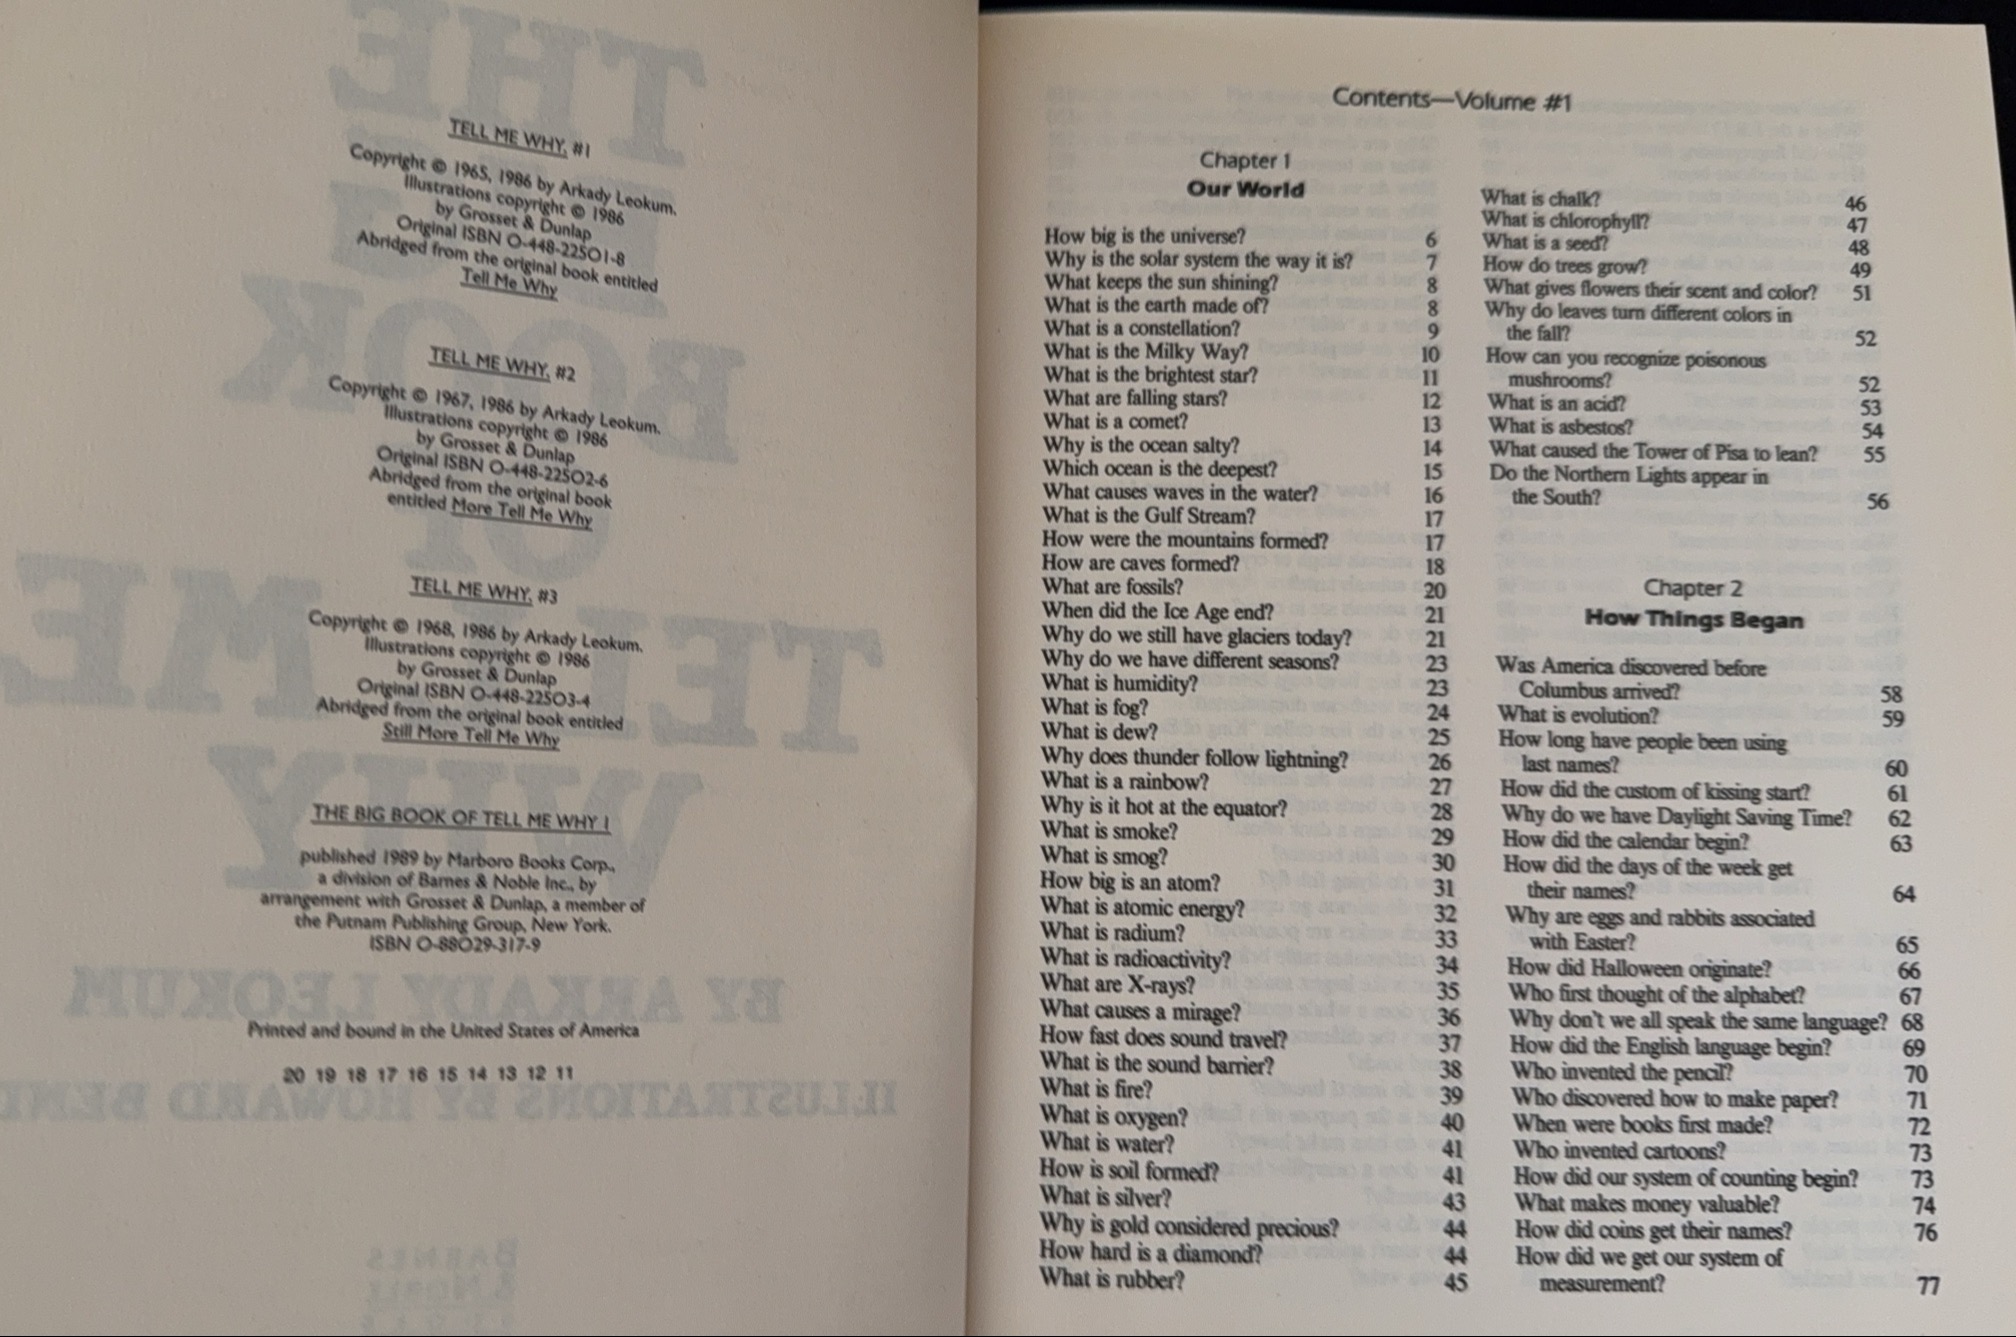 TELL ME WHY, #1
Copyright © 1965, 1986 by Arkady Leokum.
Illustrations copyright © 1986
by Grosset & Dunlap
Original ISBN 0-448-22501-8
Abridged from the original book entitled
Tell Me Why
TELL ME WHY, #2
Copyright © 1967, 1986 by Arkady Leokum.
Illustrations copyright © 1986
by Grosset & Dunlap
Original ISBN 0-448-22502-6
Abridged from the original book
entitled More Tell Me Why
TELL ME WHY, #3
Copyright © 1968, 1986 by Arkady Leokum.
Illustrations copyright © 1986
by Grosset & Dunlap
Original ISBN 0-448-22503-4
Abridged from the original book entitled
Still More Tell Me Why
THE BIG BOOK OF TELL ME WHY I
published 1989 by Marboro Books Corp.,
a division of Barnes & Noble Inc., by
arrangement with Grosset & Dunlap, a member of
the Putnam Publishing Group, New York.
ISBN 0-88029-317-9
Printed and bound in the United States of America
20 19 18 17 16 15 14 13 12 11
THE
BIG
BOOK
OF
TELL ME
WHY
BY ARKADY LEOKUM
ILLUSTRATIONS BY HOWARD BEND
BARNES
& NOBLE
Contents—Volume #1
Chapter 1
Our World
How big is the universe? 6
Why is the solar system the way it is? 7
What keeps the sun shining? 8
What is the earth made of? 8
What is a constellation? 9
What is the Milky Way? 10
What is the brightest star? 11
What are falling stars? 12
What is a comet? 13
Why is the ocean salty? 14
Which ocean is the deepest? 15
What causes waves in the water? 16
What is the Gulf Stream? 17
How were the mountains formed? 17
How are caves formed? 18
What are fossils? 20
When did the Ice Age end? 21
Why do we still have glaciers today? 21
Why do we have different seasons? 23
What is humidity? 23
What is fog? 24
What is dew? 25
Why does thunder follow lightning? 26
What is a rainbow? 27
Why is it hot at the equator? 28
What is smoke? 29
What is smog? 30
How big is an atom? 31
What is atomic energy? 32
What is radium? 33
What is radioactivity? 34
What are X-rays? 35
What causes a mirage? 36
How fast does sound travel? 37
What is the sound barrier? 38
What is fire? 39
What is oxygen? 40
What is water? 41
How is soil formed? 41
What is silver? 43
Why is gold considered precious? 44
How hard is a diamond? 44
What is rubber? 45
What is chalk? 46
What is chlorophyll? 47
What is a seed? 48
How do trees grow? 49
What gives flowers their scent and color? 51
Why do leaves turn different colors in
the fall? 52
How can you recognize poisonous
mushrooms? 52
What is an acid? 53
What is asbestos? 54
What caused the Tower of Pisa to lean? 55
Do the Northern Lights appear in
the South? 56
Chapter 2
How Things Began
Was America discovered before
Columbus arrived? 58
What is evolution? 59
How long have people been using
last names? 60
How did the custom of kissing start? 61
Why do we have Daylight Saving Time? 62
How did the calendar begin? 63
How did the days of the week get
their names? 64
Why are eggs and rabbits associated
with Easter? 65
How did Halloween originate? 66
Who first thought of the alphabet? 67
Why don't we all speak the same language? 68
How did the English language begin? 69
Who invented the pencil? 70
Who discovered how to make paper? 71
When were books first made? 72
Who invented cartoons? 73
How did our system of counting begin? 73
What makes money valuable? 74
How did coins get their names? 76
How did we get our system of
measurement? 77